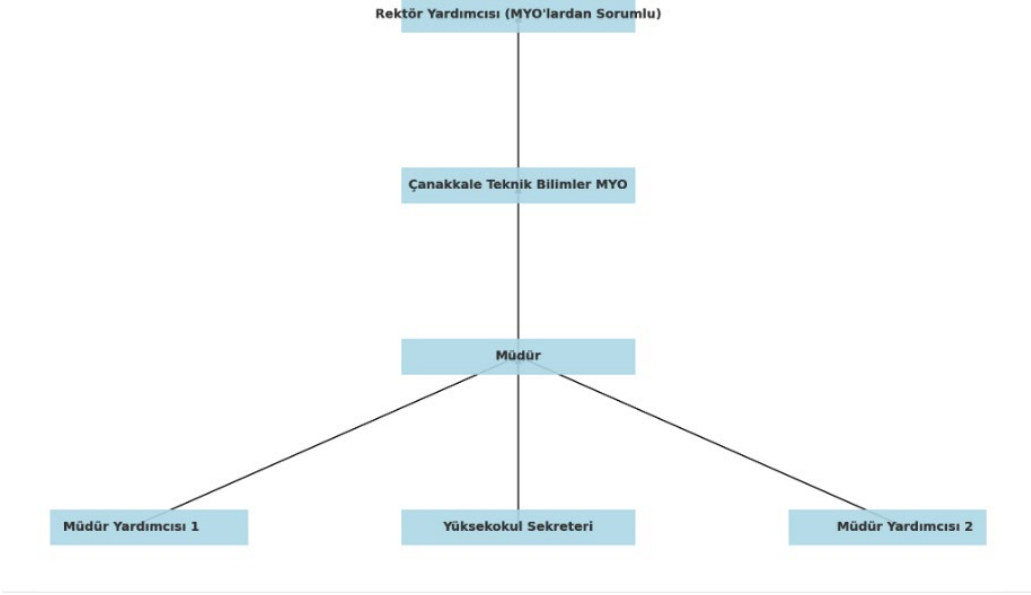 Rektör Yardımcısı (MYO'lardan Sorumlu)
Çanakkale Teknik Bilimler MYO
Müdür
Müdür Yardımcısı 1
Yüksekokul Sekreteri
Müdür Yardımcısı 2